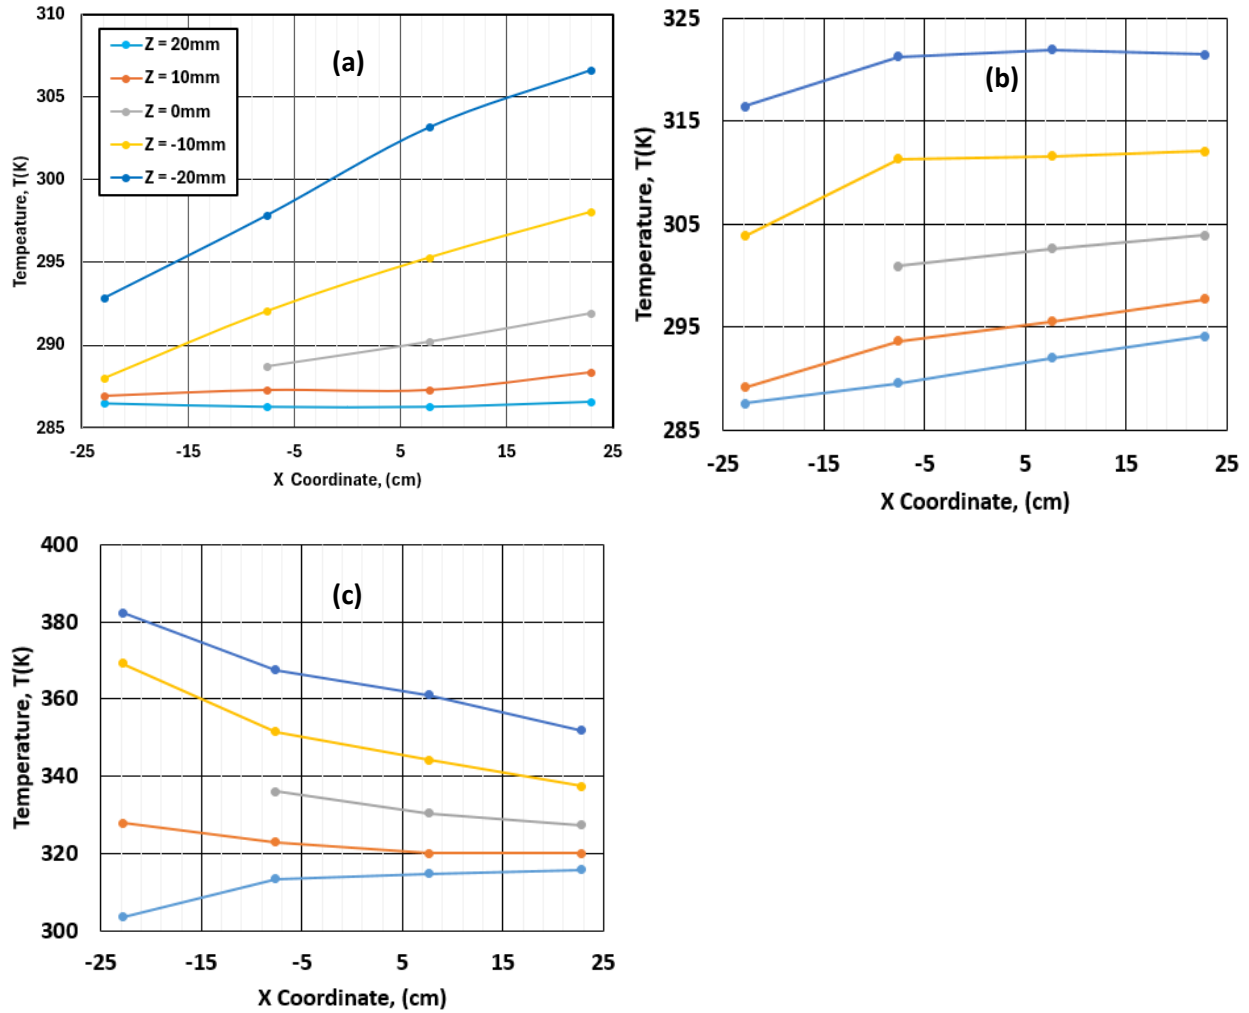 310
305
300
295
290
285
Tempeature, T(K)
Z = 20mm
Z = 10mm
Z = 0mm
Z = -10mm
Z = -20mm
(a)
-25 -15 -5 5 15 25
X Coordinate, (cm)
325
315
305
295
285
Temperature, T(K)
(b)
-25 -15 -5 5 15 25
X Coordinate, (cm)
400
380
360
340
320
300
Temperature, T(K)
(c)
-25 -15 -5 5 15 25
X Coordinate, (cm)